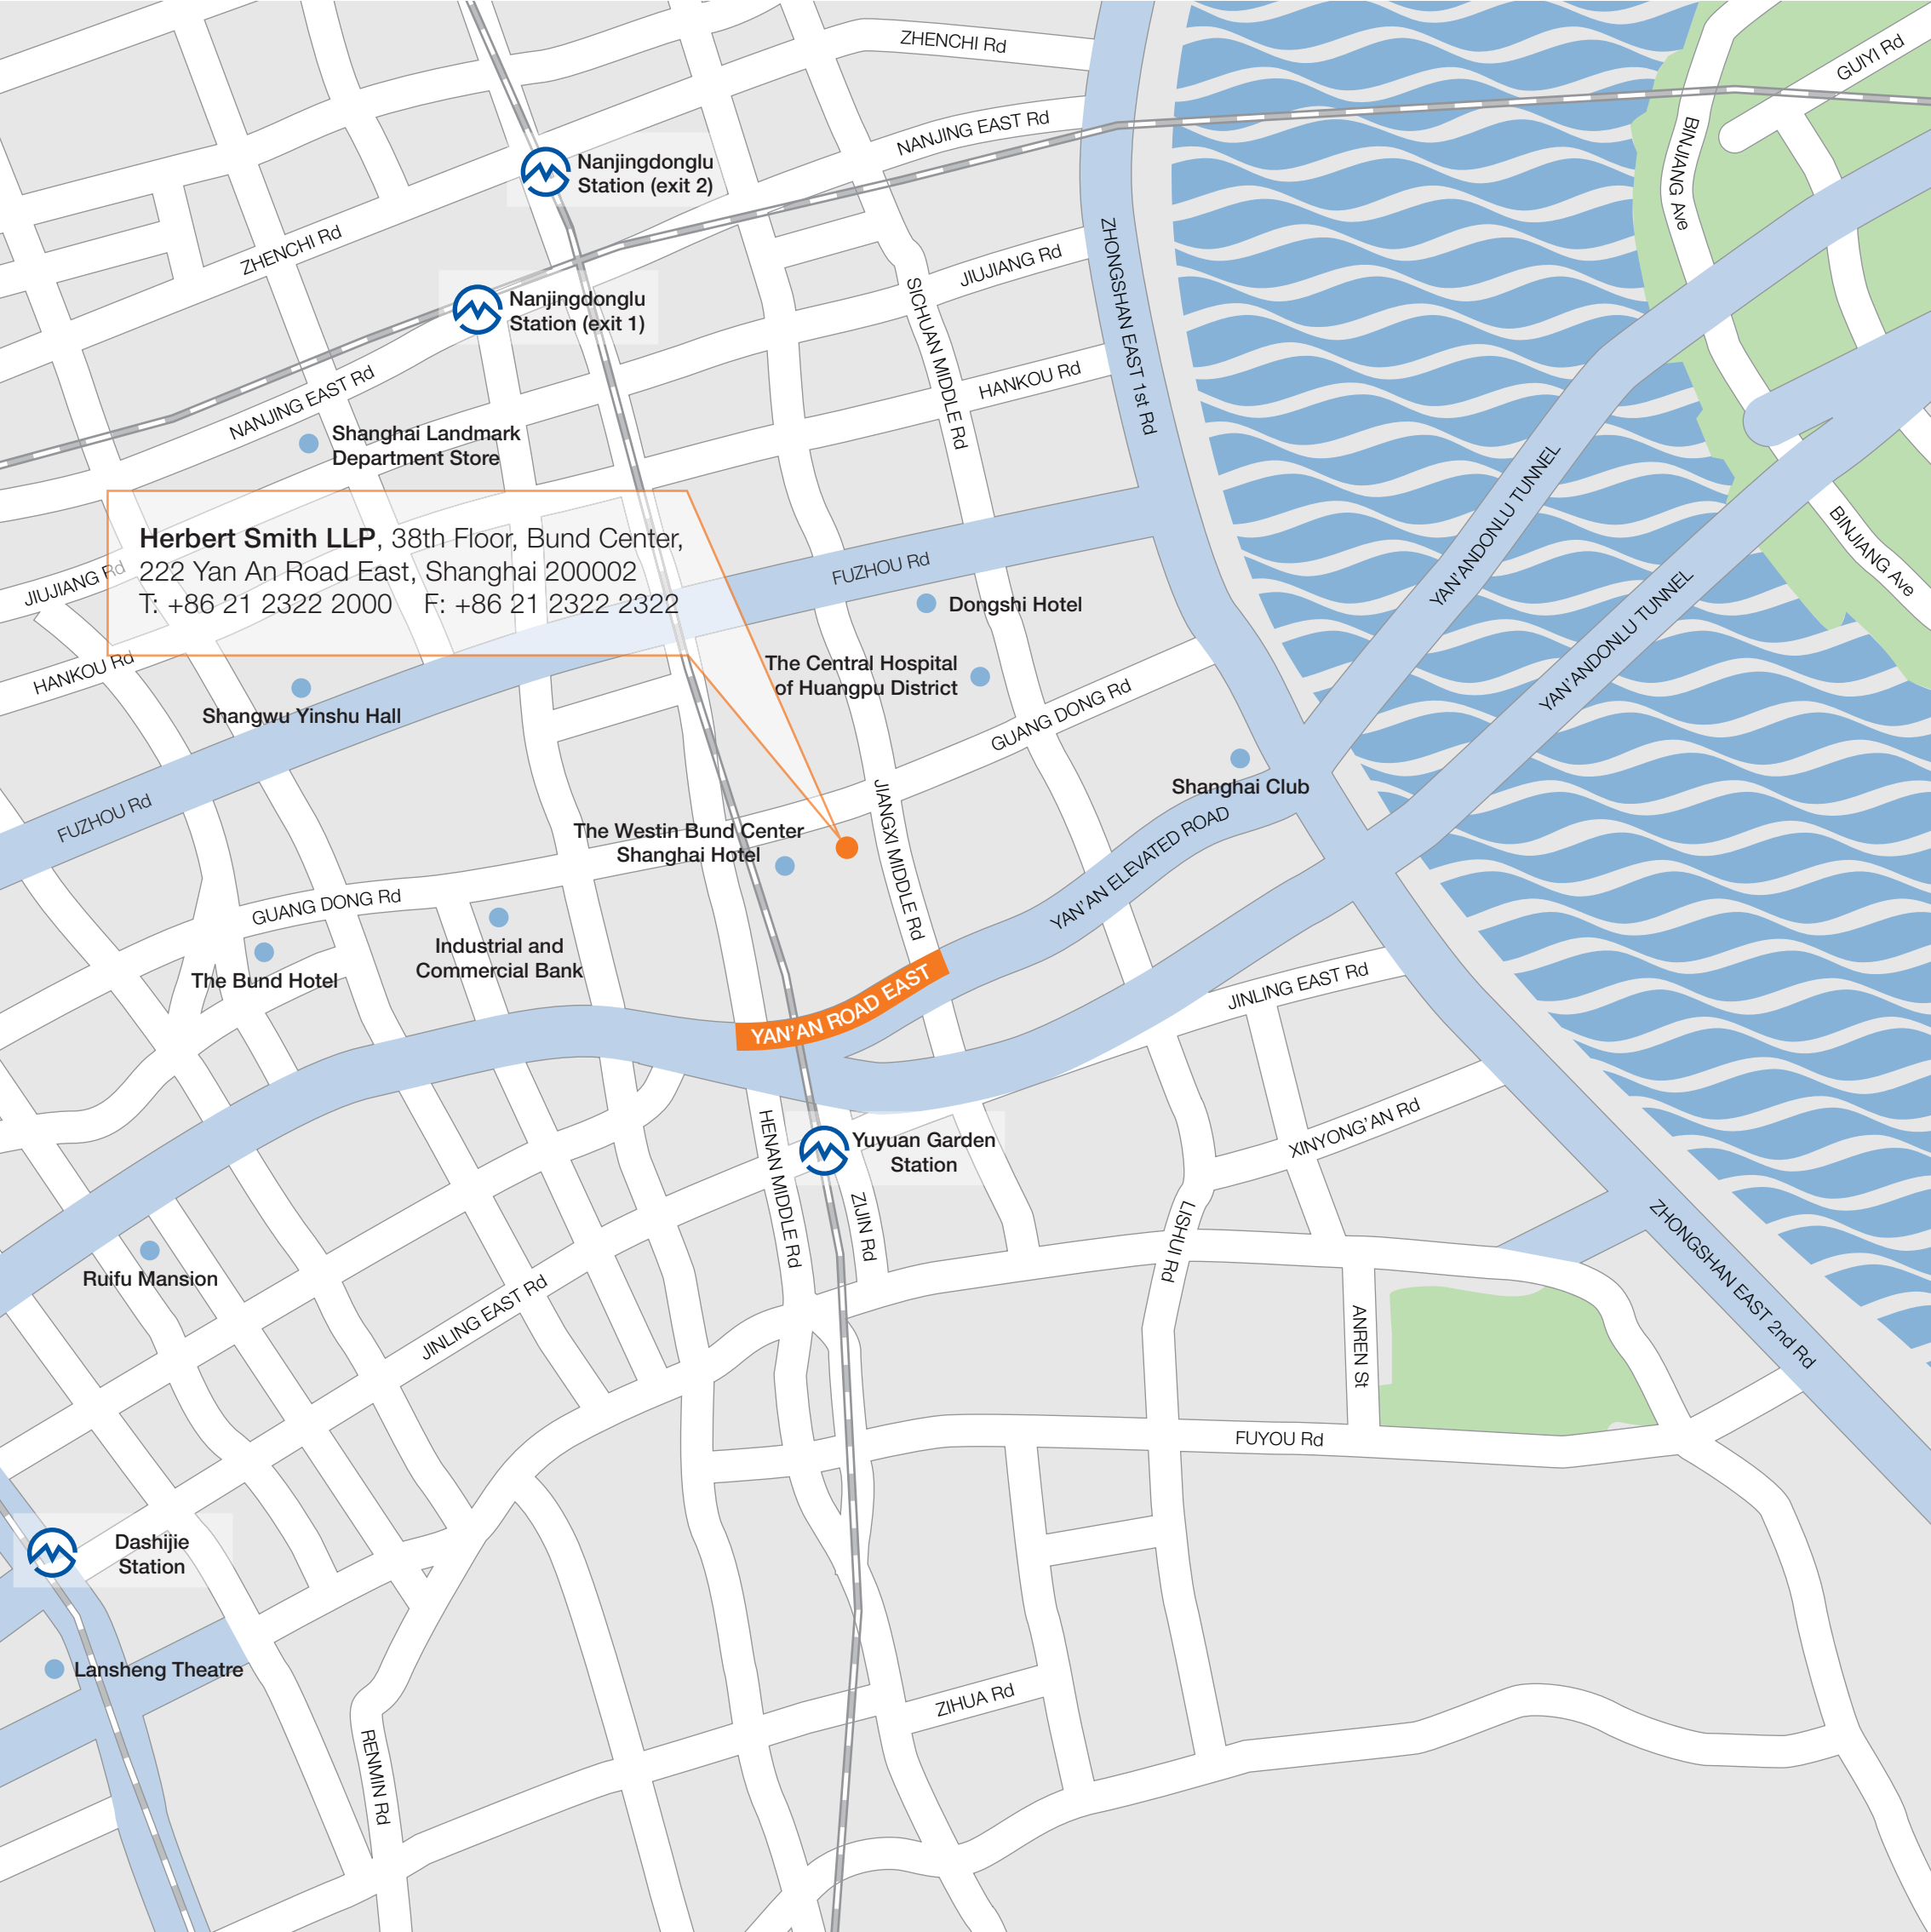 ZHENCHI Rd
GUIYI Rd
NANJING EAST Rd
BINJIANG Ave
Nanjingdonglu
Station (exit 2)
ZHENCHI Rd
JIUJIANG Rd
ZHONGSHAN EAST 1st Rd
Nanjingdonglu
Station (exit 1)
SICHUAN MIDDLE Rd
HANKOU Rd
NANJING EAST Rd
Shanghai Landmark
Department Store
YAN'ANDONLU TUNNEL
BINJIANG Ave
Herbert Smith LLP, 38th Floor, Bund Center,
222 Yan An Road East, Shanghai 200002
T: +86 21 2322 2000 F: +86 21 2322 2322
JIUJIANG Rd
FUZHOU Rd
Dongshi Hotel
YAN'ANDONLU TUNNEL
HANKOU Rd
The Central Hospital
of Huangpu District
Shangwu Yinshu Hall
GUANG DONG Rd
Shanghai Club
FUZHOU Rd
JIANGXI MIDDLE Rd
The Westin Bund Center
Shanghai Hotel
YAN'AN ELEVATED ROAD
GUANG DONG Rd
Industrial and
Commercial Bank
The Bund Hotel
YAN'AN ROAD EAST
JINLING EAST Rd
XINYONG'AN Rd
HENAN MIDDLE Rd
Yuyuan Garden
Station
ZIJIN Rd
LISHUI Rd
ZHONGSHAN EAST 2nd Rd
Ruifu Mansion
JINLING EAST Rd
ANREN St
FUYOU Rd
Dashijie
Station
Lansheng Theatre
ZIHUA Rd
RENMIN Rd